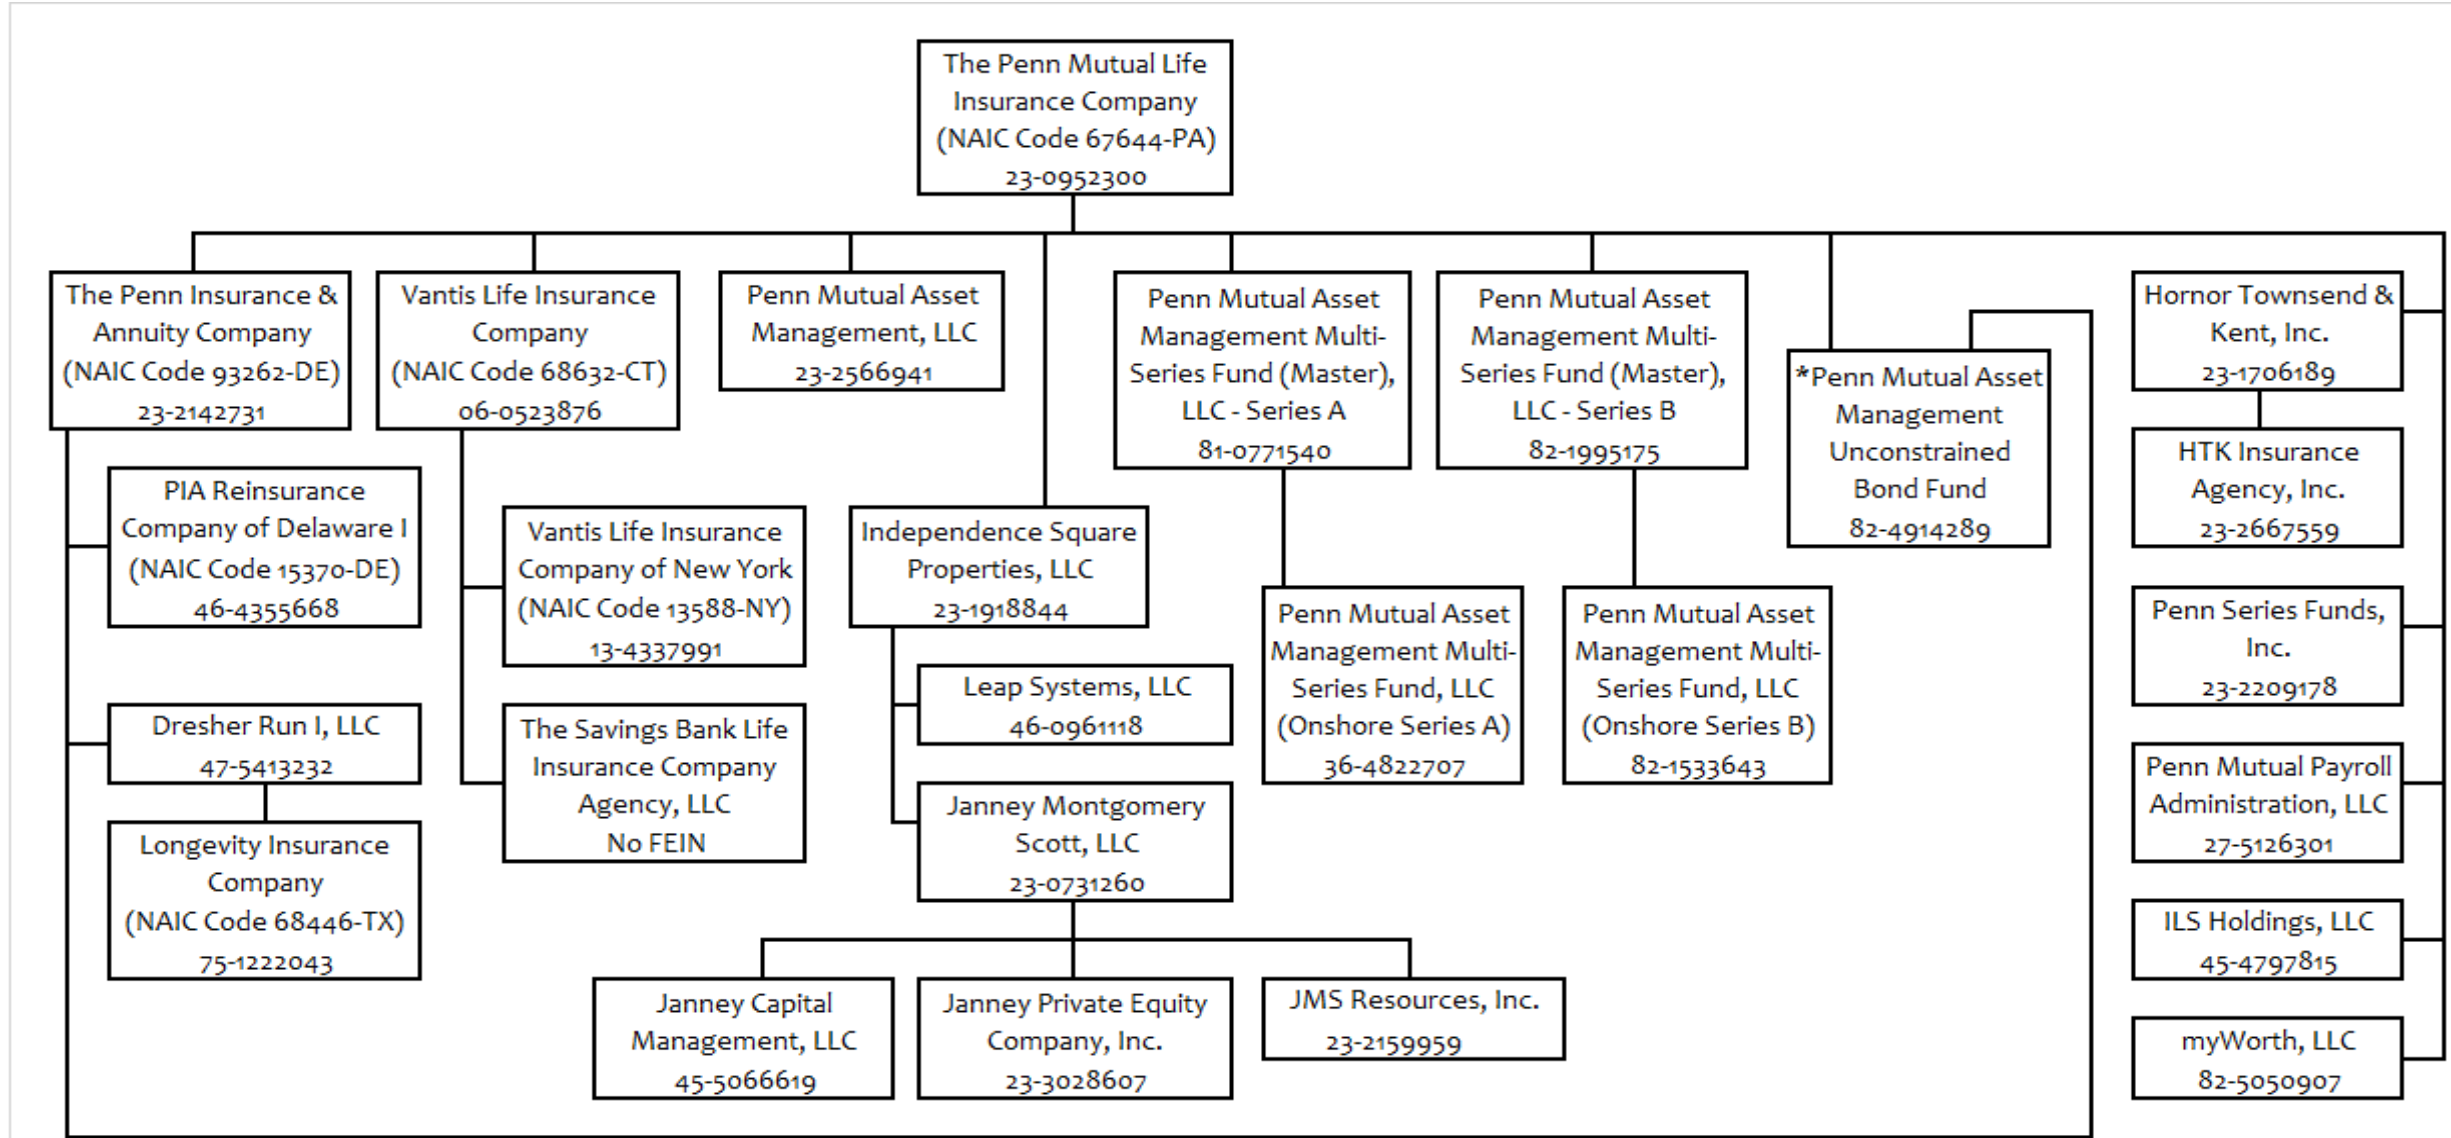 The Penn Mutual Life
Insurance Company
(NAIC Code 67644-PA)
23-0952300
The Penn Insurance &
Annuity Company
(NAIC Code 93262-DE)
23-2142731
Vantis Life Insurance
Company
(NAIC Code 68632-CT)
06-0523876
Penn Mutual Asset
Management, LLC
23-2566941
Penn Mutual Asset
Management Multi-
Series Fund (Master),
LLC - Series A
81-0771540
Penn Mutual Asset
Management Multi-
Series Fund (Master),
LLC - Series B
82-1995175
*Penn Mutual Asset
Management
Unconstrained
Bond Fund
82-4914289
Hornor Townsend &
Kent, Inc.
23-1706189
HTK Insurance
Agency, Inc.
23-2667559
PIA Reinsurance
Company of Delaware I
(NAIC Code 15370-DE)
46-4355668
Vantis Life Insurance
Company of New York
(NAIC Code 13588-NY)
13-4337991
Independence Square
Properties, LLC
23-1918844
Penn Mutual Asset
Management Multi-
Series Fund, LLC
(Onshore Series A)
36-4822707
Penn Mutual Asset
Management Multi-
Series Fund, LLC
(Onshore Series B)
82-1533643
Penn Series Funds,
Inc.
23-2209178
Leap Systems, LLC
46-0961118
Dresher Run I, LLC
47-5413232
The Savings Bank Life
Insurance Company
Agency, LLC
No FEIN
Janney Montgomery
Scott, LLC
23-0731260
Penn Mutual Payroll
Administration, LLC
27-5126301
Longevity Insurance
Company
(NAIC Code 68446-TX)
75-1222043
ILS Holdings, LLC
45-4797815
Janney Capital
Management, LLC
45-5066619
Janney Private Equity
Company, Inc.
23-3028607
JMS Resources, Inc.
23-2159959
myWorth, LLC
82-5050907